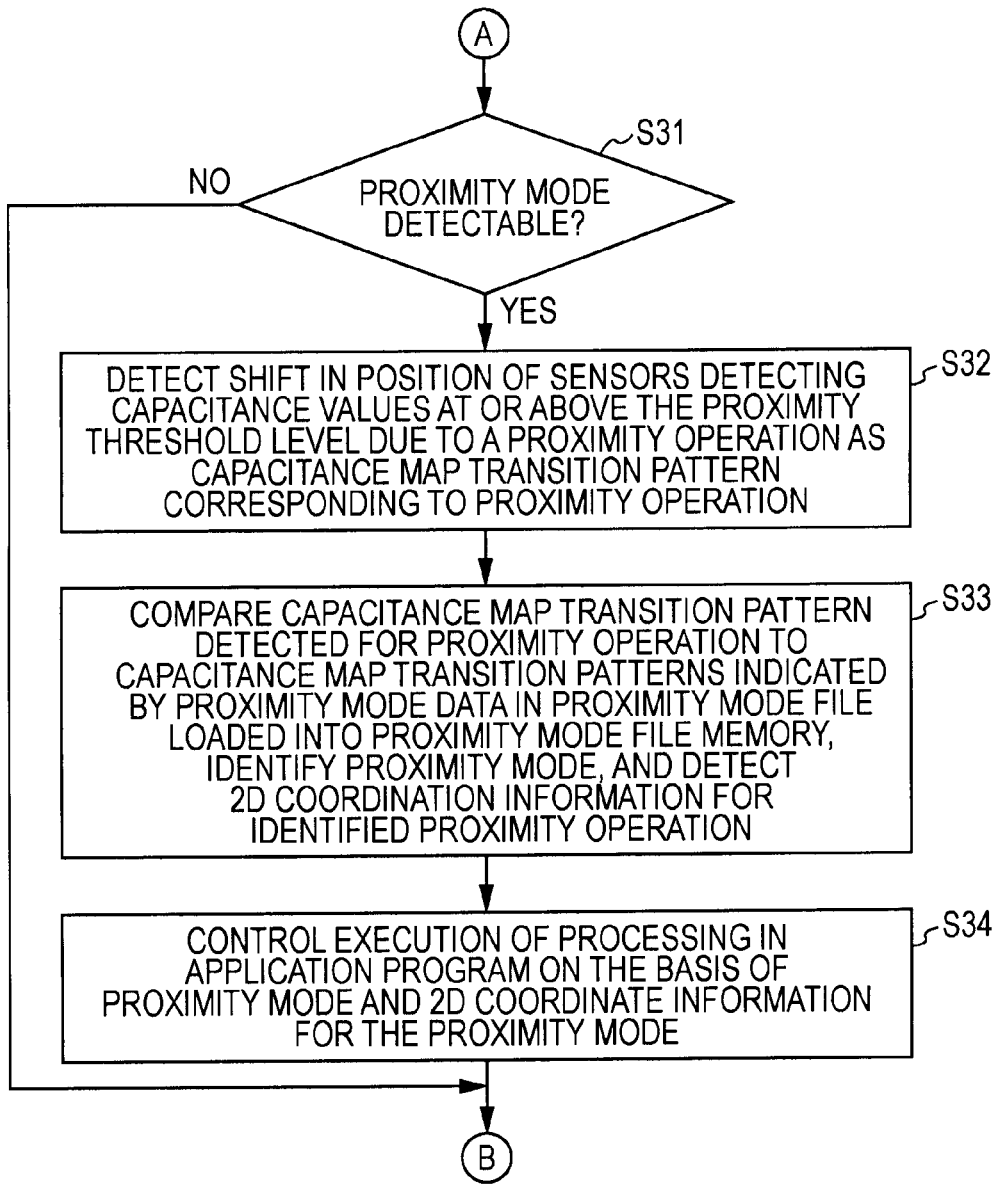 A
S31
NO
PROXIMITY MODE
DETECTABLE?
YES
S32
DETECT SHIFT IN POSITION OF SENSORS DETECTING
CAPACITANCE VALUES AT OR ABOVE THE PROXIMITY
THRESHOLD LEVEL DUE TO A PROXIMITY OPERATION AS
CAPACITANCE MAP TRANSITION PATTERN
CORRESPONDING TO PROXIMITY OPERATION
S33
COMPARE CAPACITANCE MAP TRANSITION PATTERN
DETECTED FOR PROXIMITY OPERATION TO
CAPACITANCE MAP TRANSITION PATTERNS INDICATED
BY PROXIMITY MODE DATA IN PROXIMITY MODE FILE
LOADED INTO PROXIMITY MODE FILE MEMORY,
IDENTIFY PROXIMITY MODE, AND DETECT
2D COORDINATION INFORMATION FOR
IDENTIFIED PROXIMITY OPERATION
S34
CONTROL EXECUTION OF PROCESSING IN
APPLICATION PROGRAM ON THE BASIS OF
PROXIMITY MODE AND 2D COORDINATE INFORMATION
FOR THE PROXIMITY MODE
B